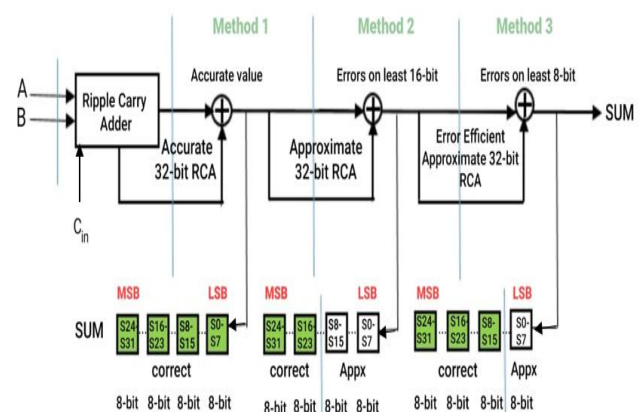 Method 1 Method 2 Method 3
Accurate value Errors on least 16-bit Errors on least 8-bit
A
B
Ripple Carry
Adder
+ + +
SUM
Accurate
32-bit RCA
Approximate
32-bit RCA
Error Efficient
Approximate 32-bit
RCA
Cin
MSB LSB MSB LSB MSB LSB
SUM
S24-
S31
S16-
S23
S8-
S15
S0-
S7
S24-
S31
S16-
S23
S8-
S15
S0-
S7
S24-
S31
S16-
S23
S8-
S15
S0-
S7
correct correct Appx correct Appx
8-bit 8-bit 8-bit 8-bit 8-bit 8-bit 8-bit 8-bit 8-bit 8-bit 8-bit 8-bit